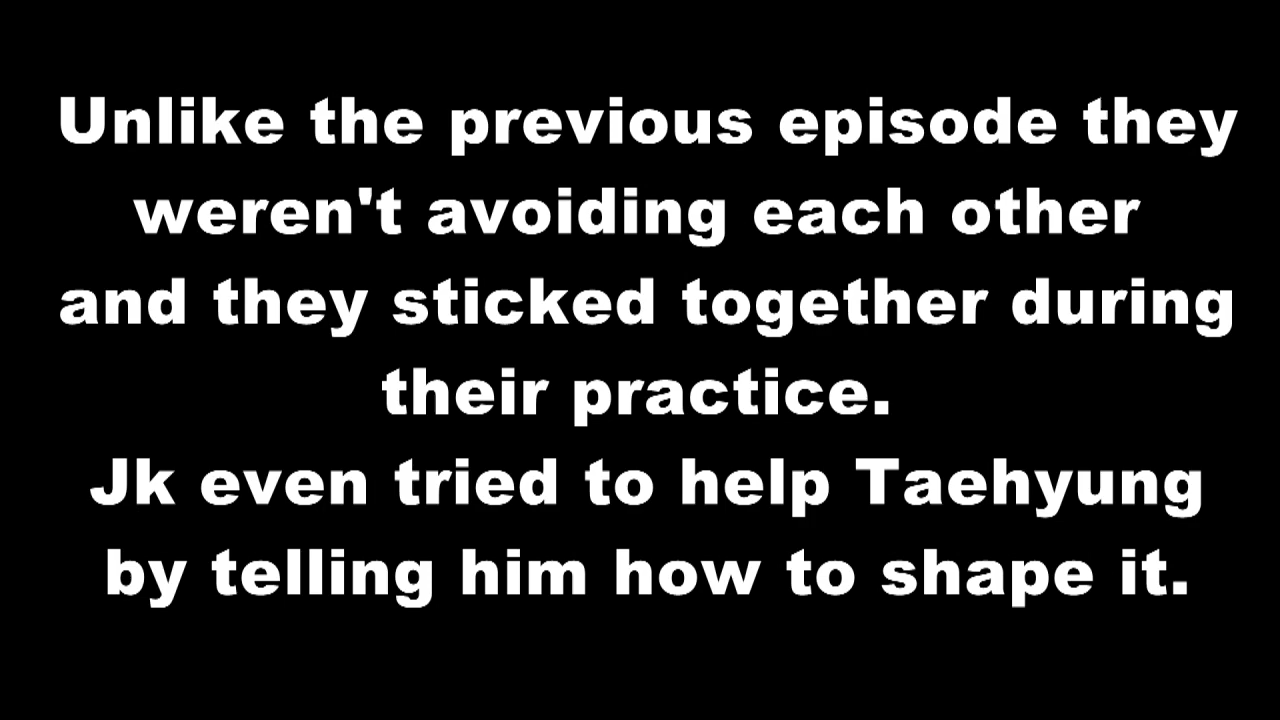 Unlike the previous episode they
weren't avoiding each other
and they sticked together during
their practice.
Jk even tried to help Taehyung
by telling him how to shape it.